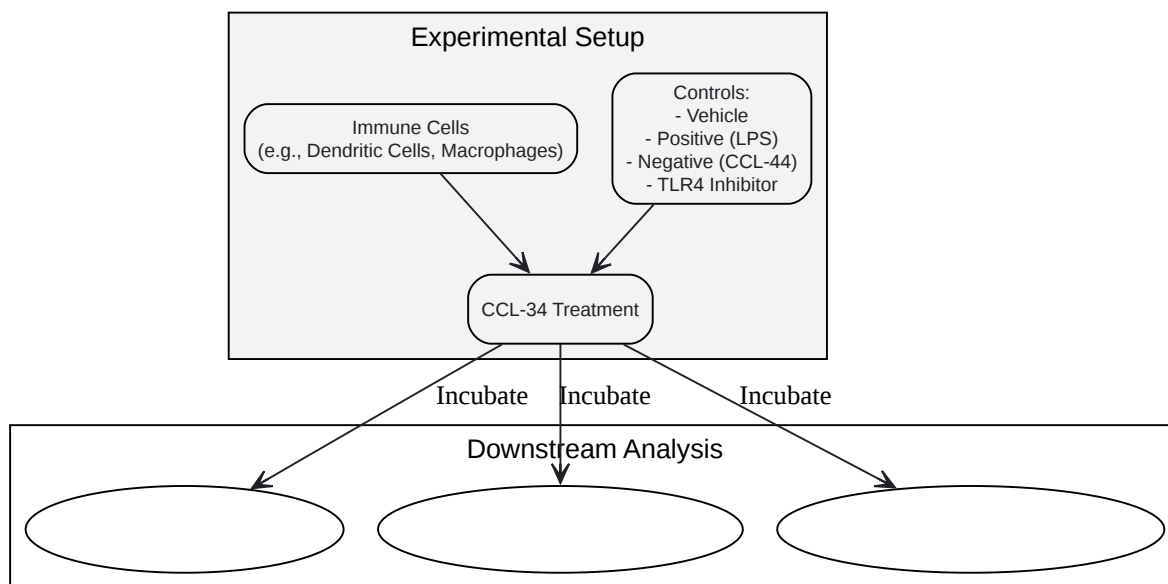 Experimental Setup
Immune Cells
(e.g., Dendritic Cells, Macrophages)
Controls:
- Vehicle
- Positive (LPS)
- Negative (CCL-44)
- TLR4 Inhibitor
CCL-34 Treatment
Incubate
Incubate
Incubate
Downstream Analysis